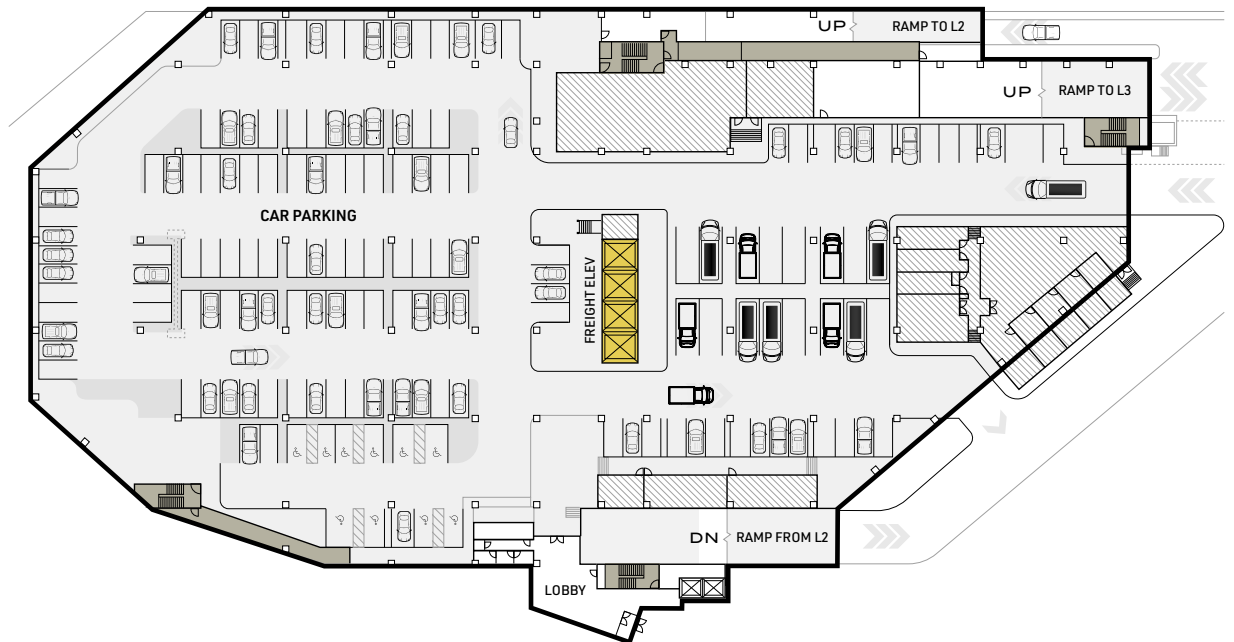 UP
RAMP TO L2
UP
RAMP TO L3
CAR PARKING
FREIGHT ELEV
DN
RAMP FROM L2
LOBBY